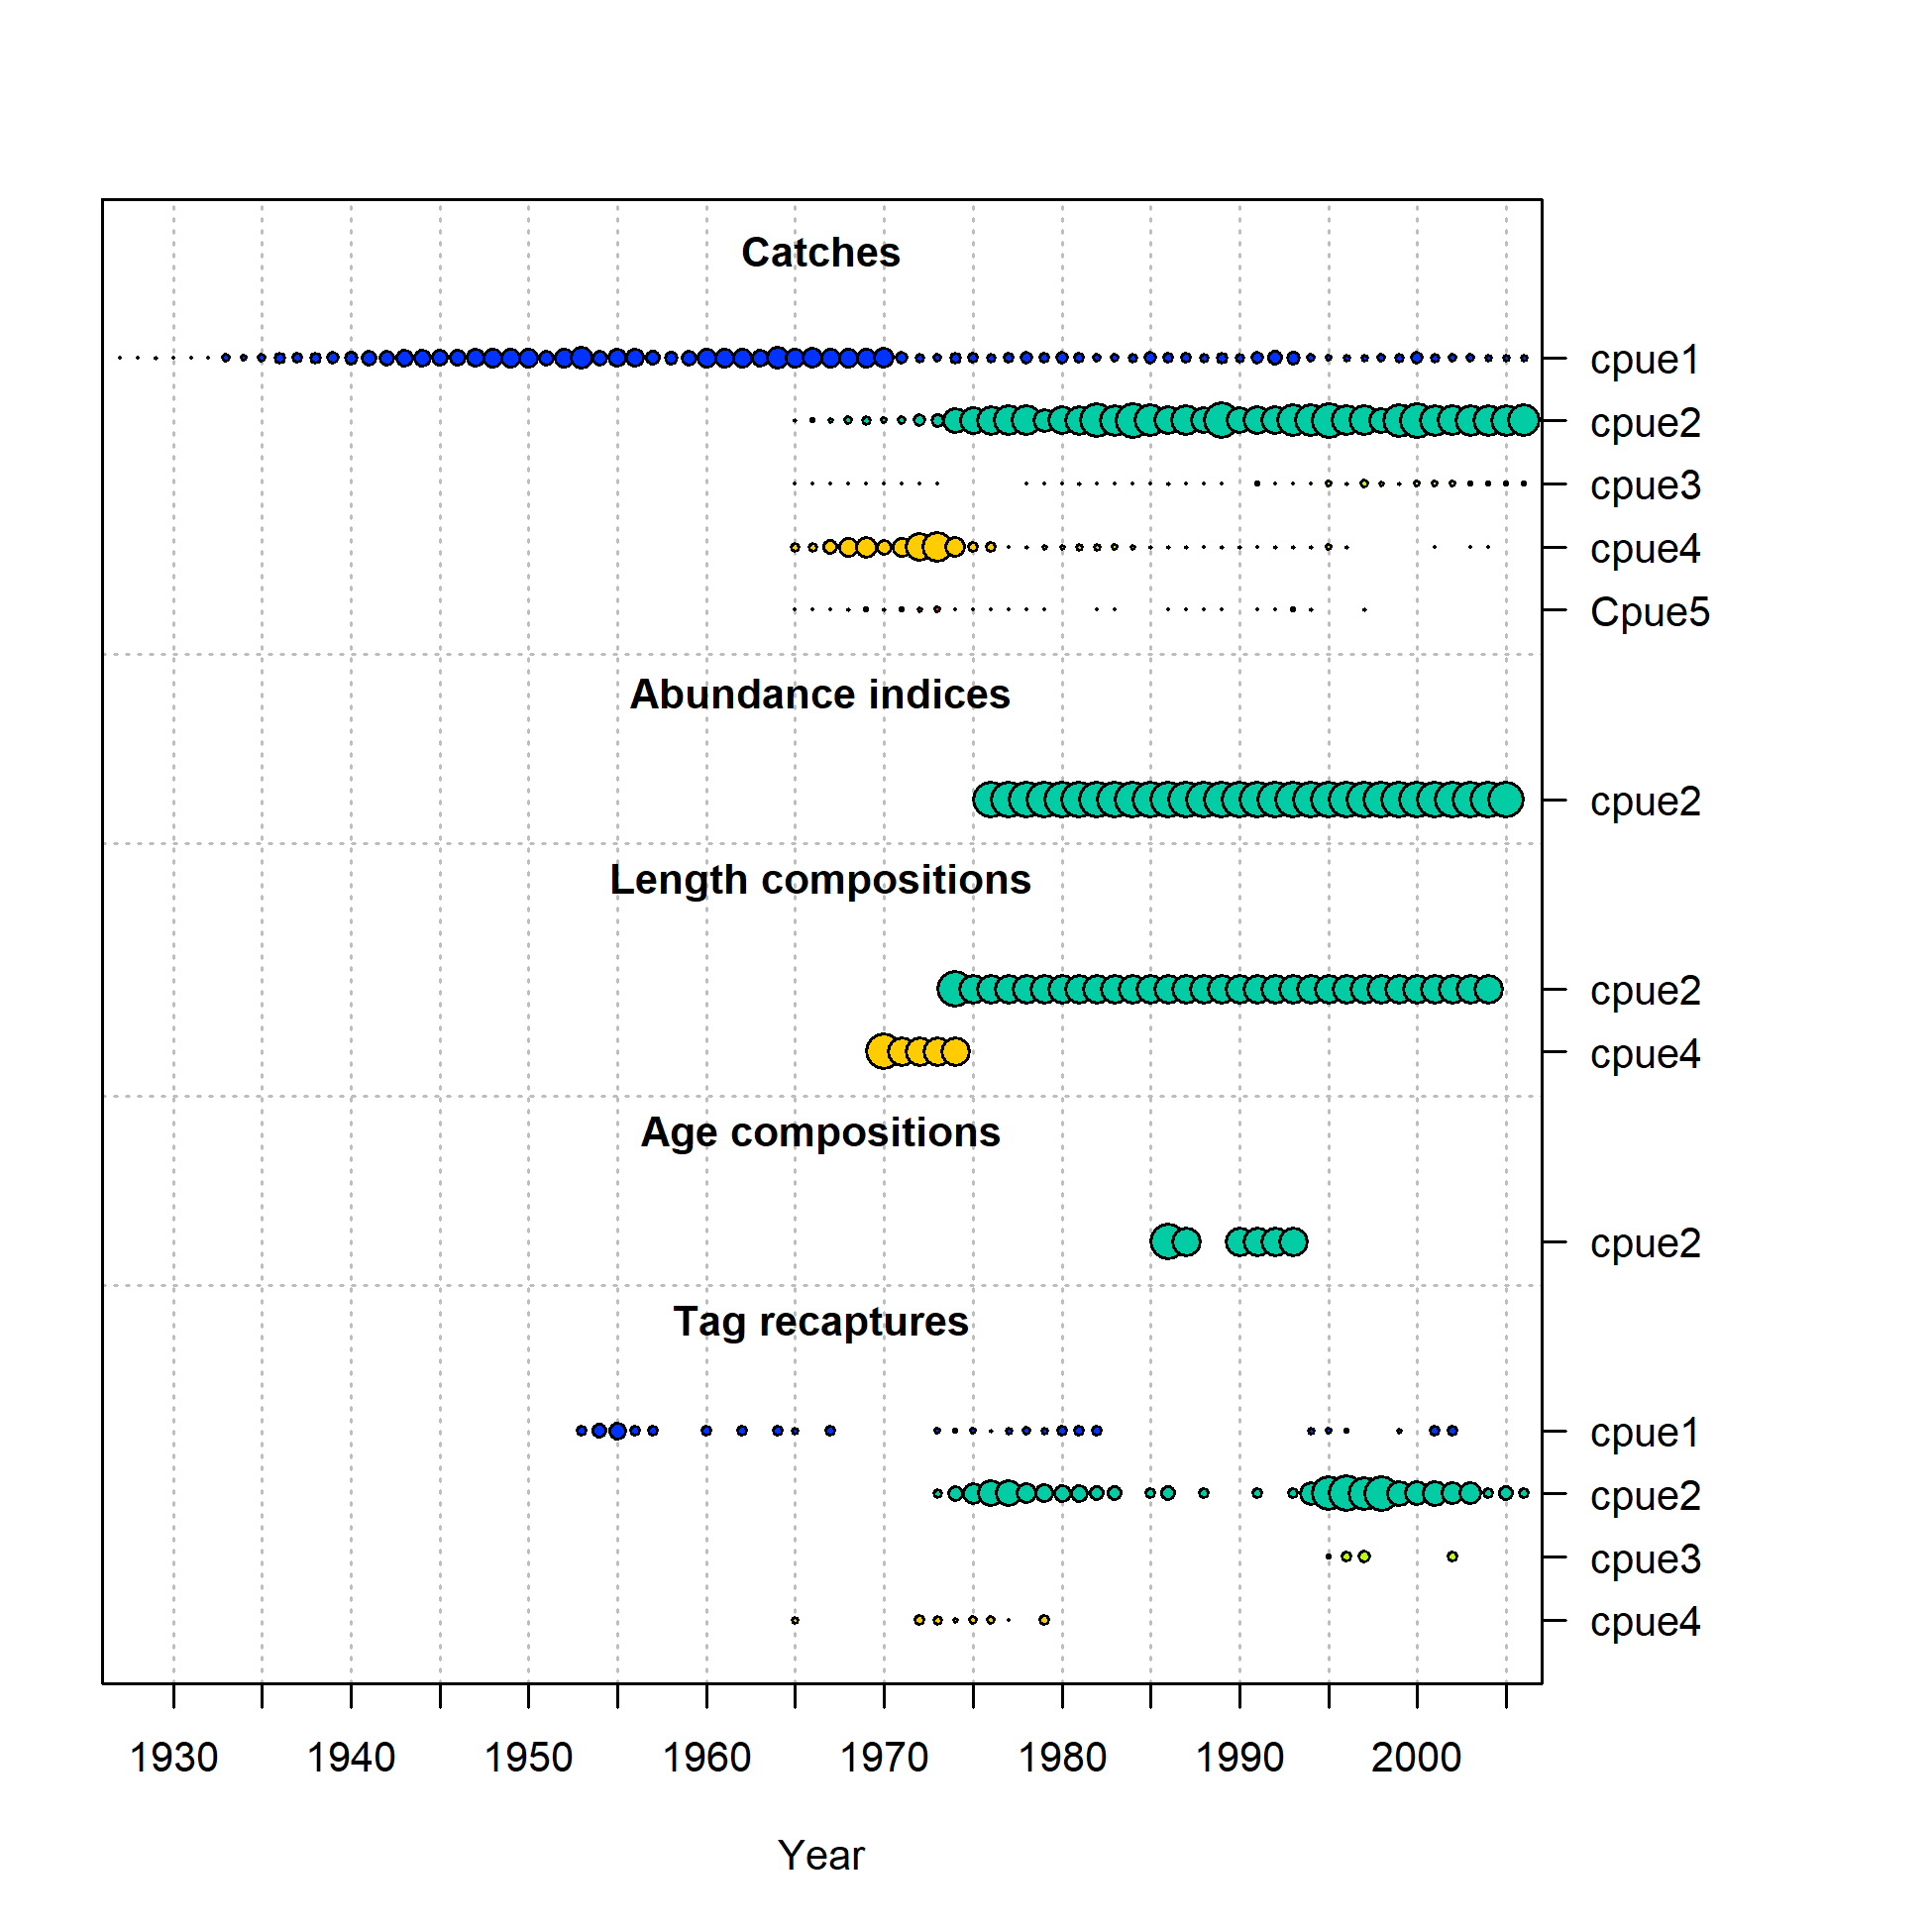 Catches
cpue1
cpue2
cpue3
cpue4
Cpue5
Abundance indices
cpue2
Length compositions
cpue2
cpue4
Age compositions
cpue2
Tag recaptures
cpue1
cpue2
cpue3
cpue4
1930 1940 1950 1960 1970 1980 1990 2000
Year